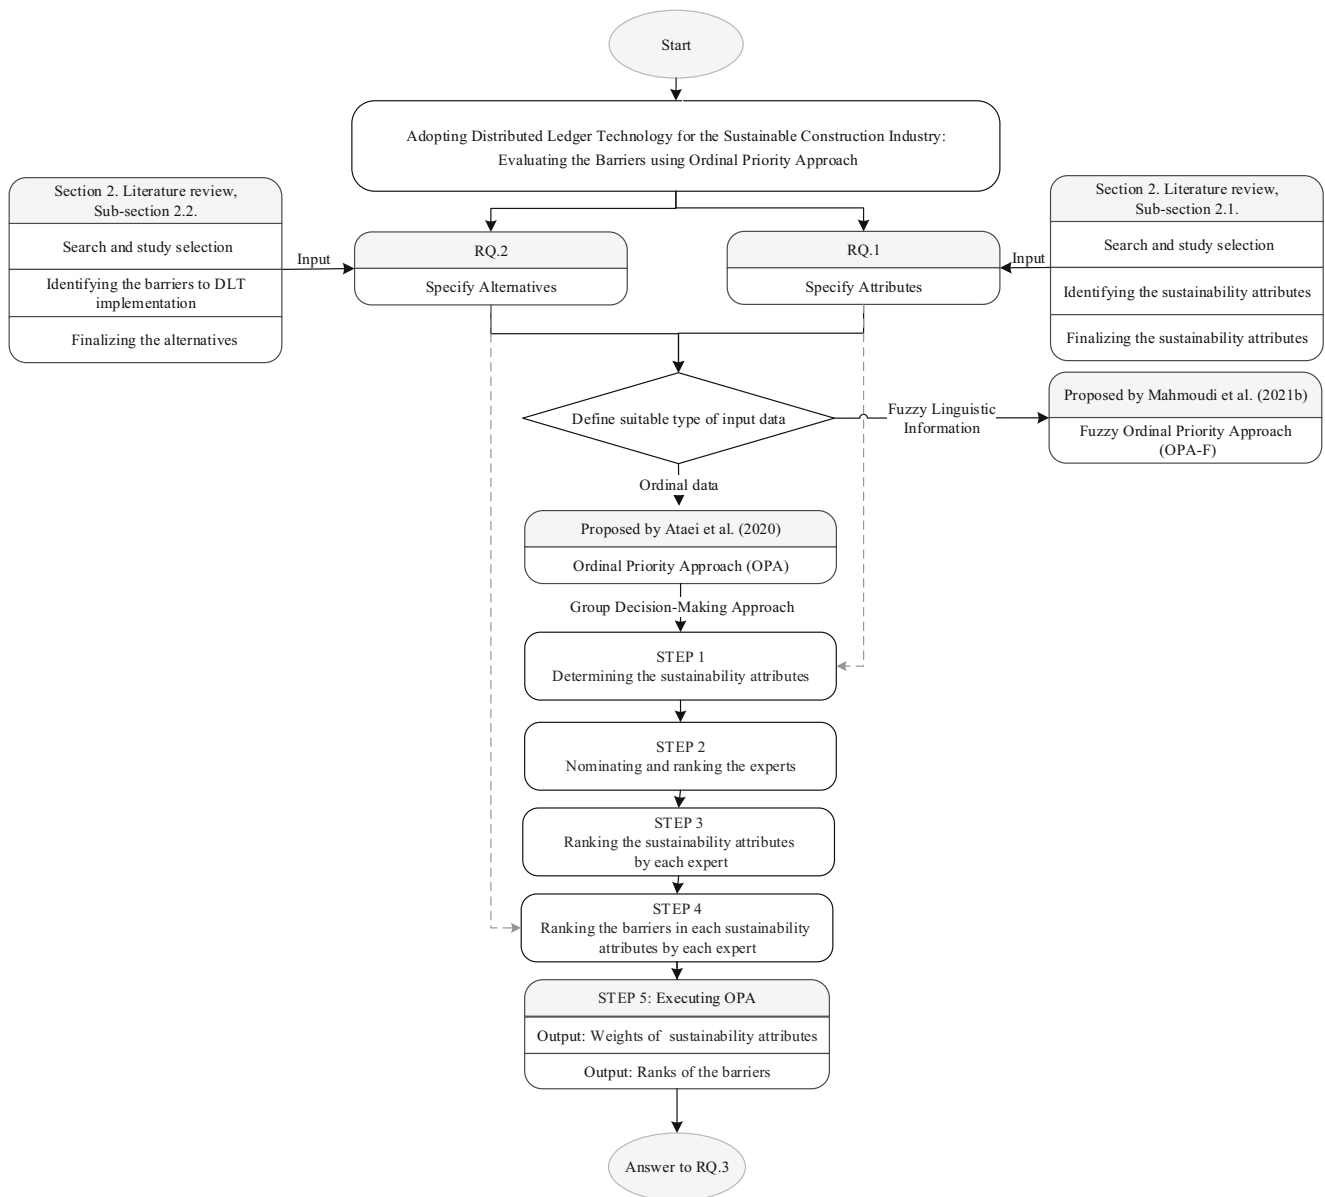 Start
Adopting Distributed Ledger Technology for the Sustainable Construction Industry:
Evaluating the Barriers using Ordinal Priority Approach
Section 2. Literature review,
Sub-section 2.2.
Search and study selection
Identifying the barriers to DLT
implementation
Finalizing the alternatives
Input
RQ.2
Specify Alternatives
RQ.1
Specify Attributes
Input
Section 2. Literature review,
Sub-section 2.1.
Search and study selection
Identifying the sustainability attributes
Finalizing the sustainability attributes
Define suitable type of input data
Fuzzy Linguistic
Information
Proposed by Mahmoudi et al. (2021b)
Fuzzy Ordinal Priority Approach
(OPA-F)
Ordinal data
Proposed by Ataei et al. (2020)
Ordinal Priority Approach (OPA)
Group Decision-Making Approach
STEP 1
Determining the sustainability attributes
STEP 2
Nominating and ranking the experts
STEP 3
Ranking the sustainability attributes
by each expert
STEP 4
Ranking the barriers in each sustainability
attributes by each expert
STEP 5: Executing OPA
Output: Weights of sustainability attributes
Output: Ranks of the barriers
Answer to RQ.3